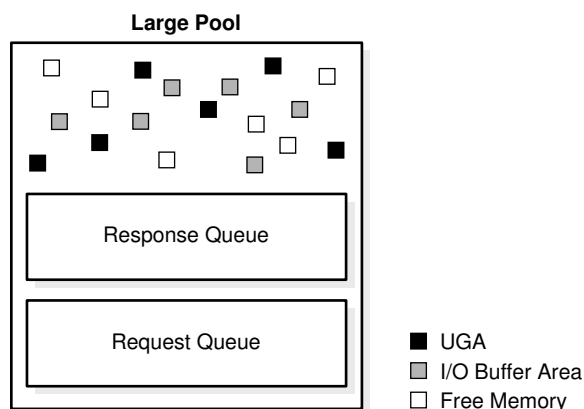 Large Pool
Response Queue
Request Queue
UGA
I/O Buffer Area
Free Memory